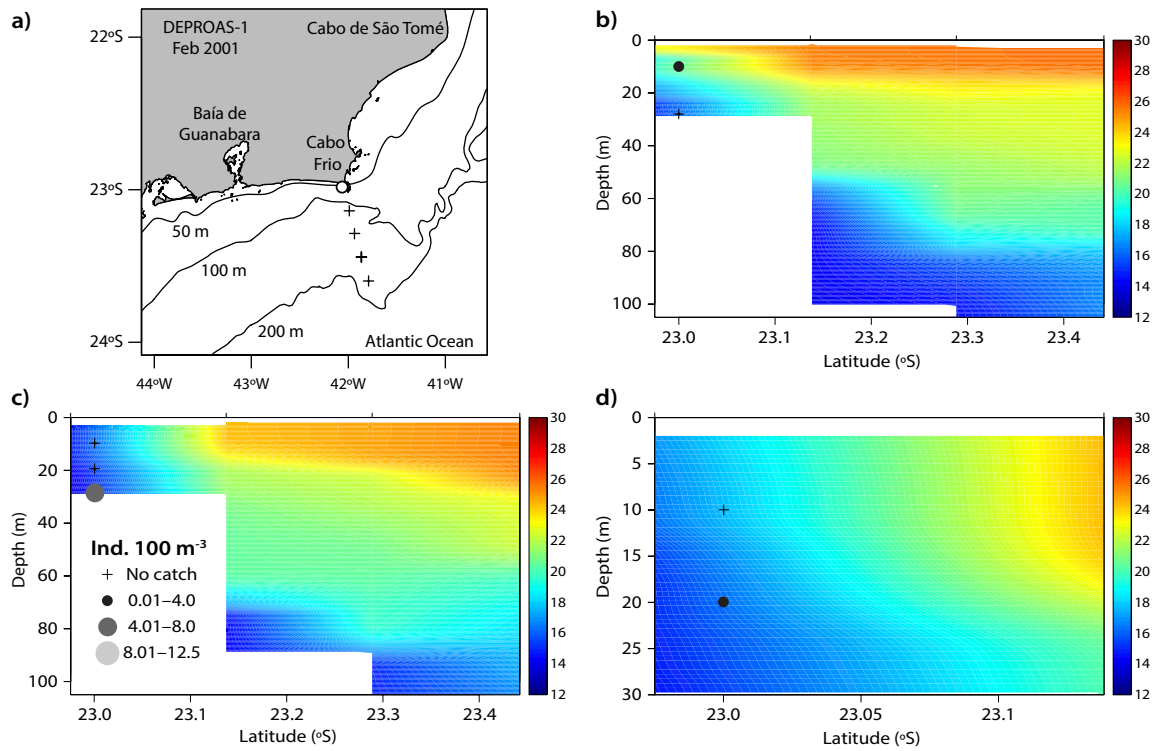 a)
DEPROAS-1
Feb 2001
Cabo de São Tomé
Baía de
Guanabara
Cabo
Frio
50 m
100 m
200 m
Atlantic Ocean
22ºS
23ºS
24ºS
44ºW 43ºW 42ºW 41ºW
b)
Depth (m)
0
20
40
60
80
100
23.0 23.1 23.2 23.3 23.4
Latitude (ºS)
30
28
26
24
22
20
18
16
14
12
c)
Depth (m)
0
20
40
60
80
100
Ind. 100 m-3
No catch
0.01–4.0
4.01–8.0
8.01–12.5
23.0 23.1 23.2 23.3 23.4
Latitude (ºS)
30
28
26
24
22
20
18
16
14
12
d)
Depth (m)
0
5
10
15
20
25
30
23.0 23.05 23.1
Latitude (ºS)
30
28
26
24
22
20
18
16
14
12